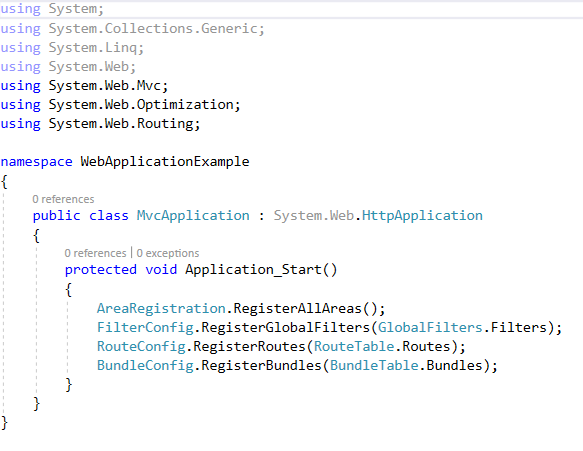 using System;
using System.Collections.Generic;
using System.Linq;
using System.Web;
using System.Web.Mvc;
using System.Web.Optimization;
using System.Web.Routing;

namespace WebApplicationExample
{
    0 references
    public class MvcApplication : System.Web.HttpApplication
    {
        0 references | 0 exceptions
        protected void Application_Start()
        {
            AreaRegistration.RegisterAllAreas();
            FilterConfig.RegisterGlobalFilters(GlobalFilters.Filters);
            RouteConfig.RegisterRoutes(RouteTable.Routes);
            BundleConfig.RegisterBundles(BundleTable.Bundles);
        }
    }
}